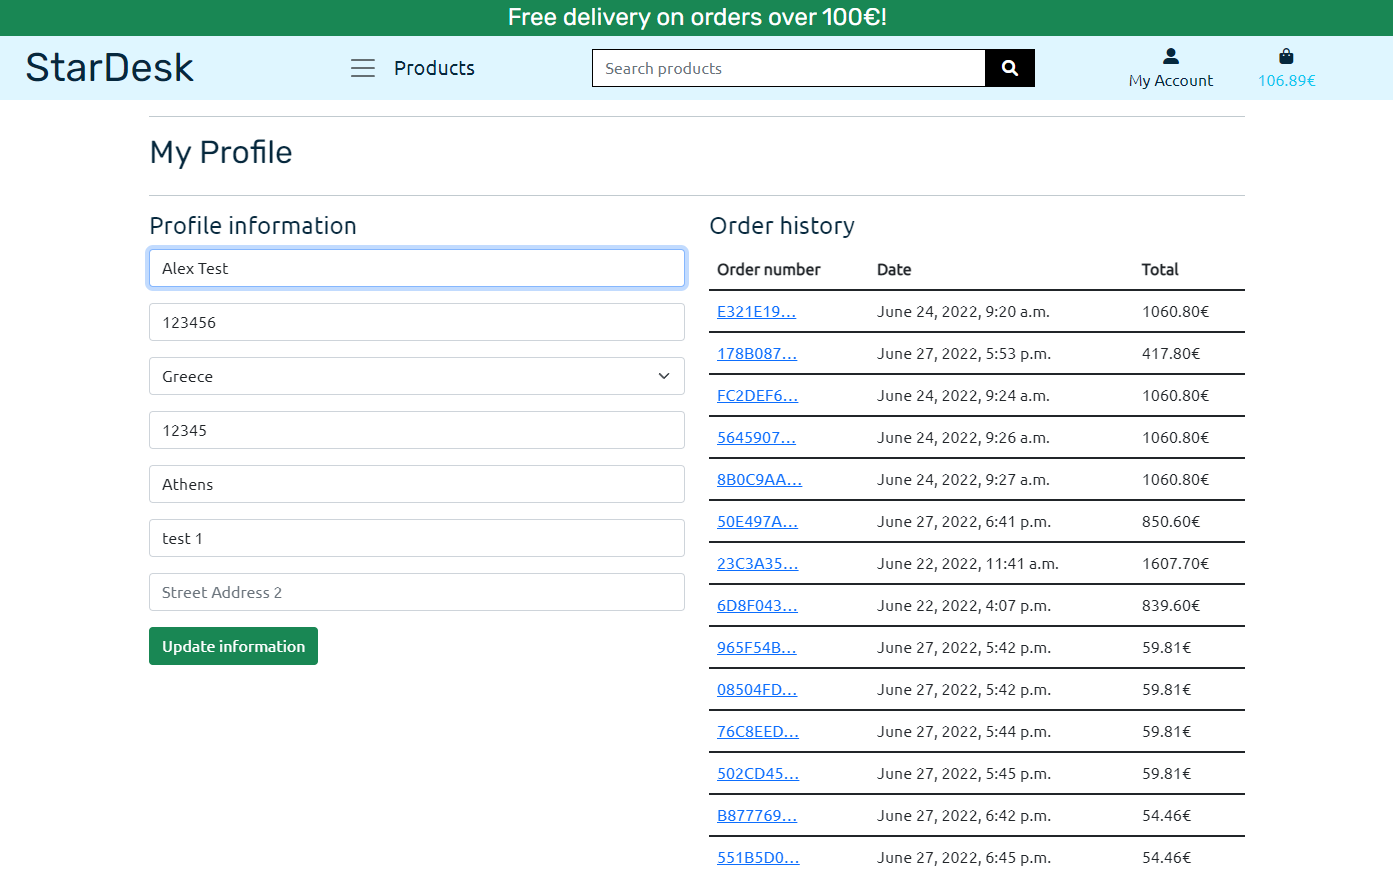 Free delivery on orders over 100€!
StarDesk
Products
Search products
My Account
106.89€
My Profile
Profile information
Alex Test
123456
Greece
12345
Athens
test 1
Street Address 2
Update information
Order history
Order number Date Total
E321E19... June 24, 2022, 9:20 a.m. 1060.80€
178B087... June 27, 2022, 5:53 p.m. 417.80€
FC2DEF6... June 24, 2022, 9:24 a.m. 1060.80€
5645907... June 24, 2022, 9:26 a.m. 1060.80€
8B0C9AA... June 24, 2022, 9:27 a.m. 1060.80€
50E497A... June 27, 2022, 6:41 p.m. 850.60€
23C3A35... June 22, 2022, 11:41 a.m. 1607.70€
6D8F043... June 22, 2022, 4:07 p.m. 839.60€
965F54B... June 27, 2022, 5:42 p.m. 59.81€
08504FD... June 27, 2022, 5:42 p.m. 59.81€
76C8EED... June 27, 2022, 5:44 p.m. 59.81€
502CD45... June 27, 2022, 5:45 p.m. 59.81€
B877769... June 27, 2022, 6:42 p.m. 54.46€
551B5D0... June 27, 2022, 6:45 p.m. 54.46€